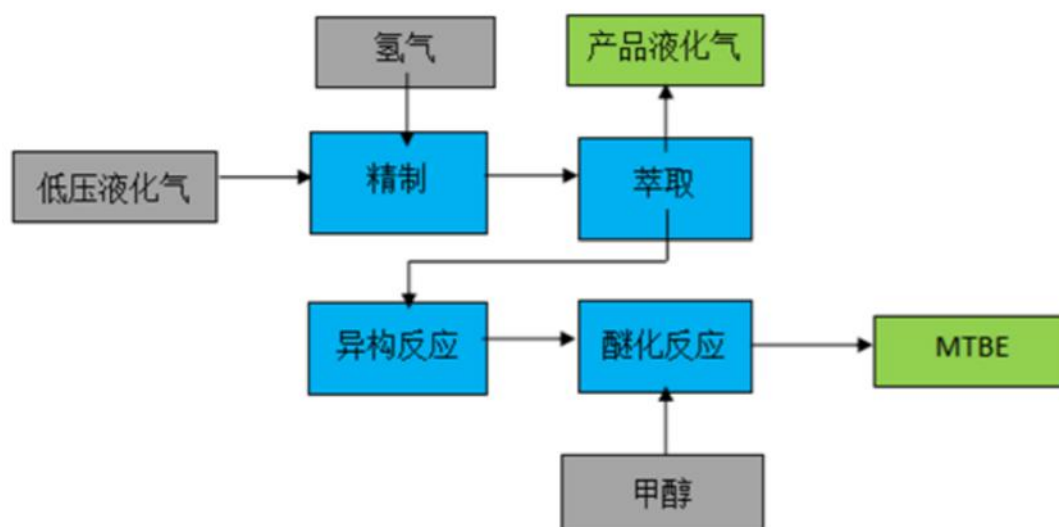 氢气
产品液化气
低压液化气
精制
萃取
异构反应
醚化反应
MTBE
甲醇